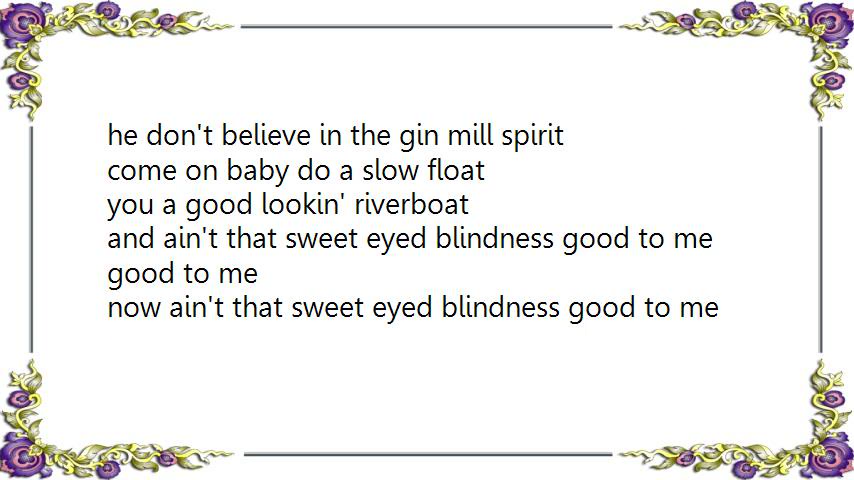 he don't believe in the gin mill spirit
come on baby do a slow float
you a good lookin' riverboat
and ain't that sweet eyed blindness good to me
good to me
now ain't that sweet eyed blindness good to me